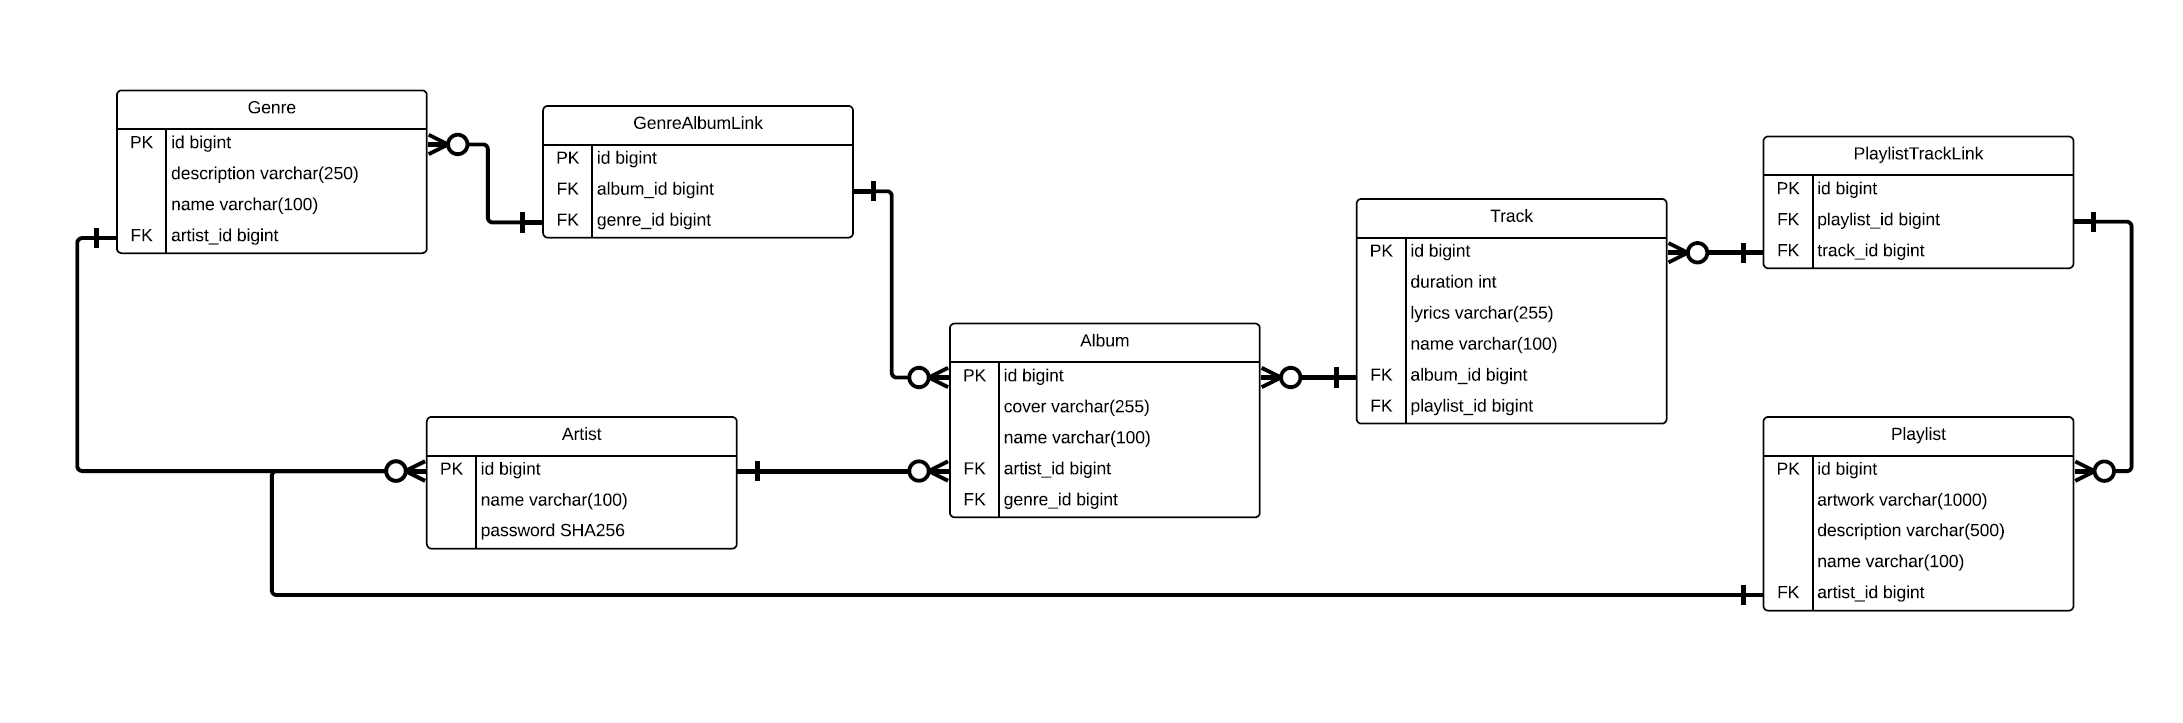 Genre
PK id bigint
description varchar(250)
name varchar(100)
FK artist_id bigint
GenreAlbumLink
PK id bigint
FK album_id bigint
FK genre_id bigint
Artist
PK id bigint
name varchar(100)
password SHA256
Album
PK id bigint
cover varchar(255)
name varchar(100)
FK artist_id bigint
FK genre_id bigint
Track
PK id bigint
duration int
lyrics varchar(255)
name varchar(100)
FK album_id bigint
FK playlist_id bigint
PlaylistTrackLink
PK id bigint
FK playlist_id bigint
FK track_id bigint
Playlist
PK id bigint
artwork varchar(1000)
description varchar(500)
name varchar(100)
FK artist_id bigint